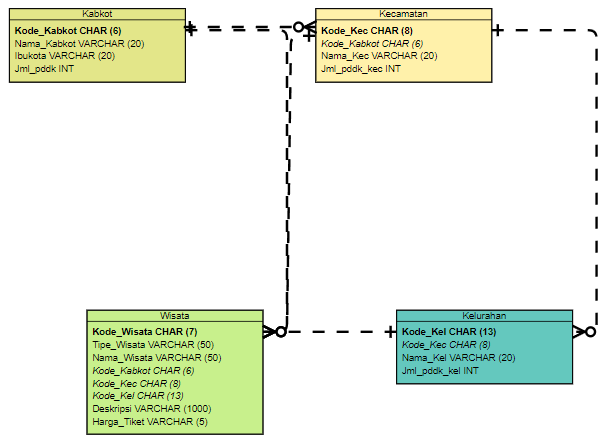 Kabkot
Kode_Kabkot CHAR (6)
Nama_Kabkot VARCHAR (20)
Ibukota VARCHAR (20)
Jml_pddk INT
Kecamatan
Kode_Kec CHAR (8)
Kode_Kabkot CHAR (6)
Nama_Kec VARCHAR (20)
Jml_pddk_kec INT
Wisata
Kode_Wisata CHAR (7)
Tipe_Wisata VARCHAR (50)
Nama_Wisata VARCHAR (50)
Kode_Kabkot CHAR (6)
Kode_Kec CHAR (8)
Kode_Kel CHAR (13)
Deskripsi VARCHAR (1000)
Harga_Tiket VARCHAR (5)
Kelurahan
Kode_Kel CHAR (13)
Kode_Kec CHAR (8)
Nama_Kel VARCHAR (20)
Jml_pddk_kel INT